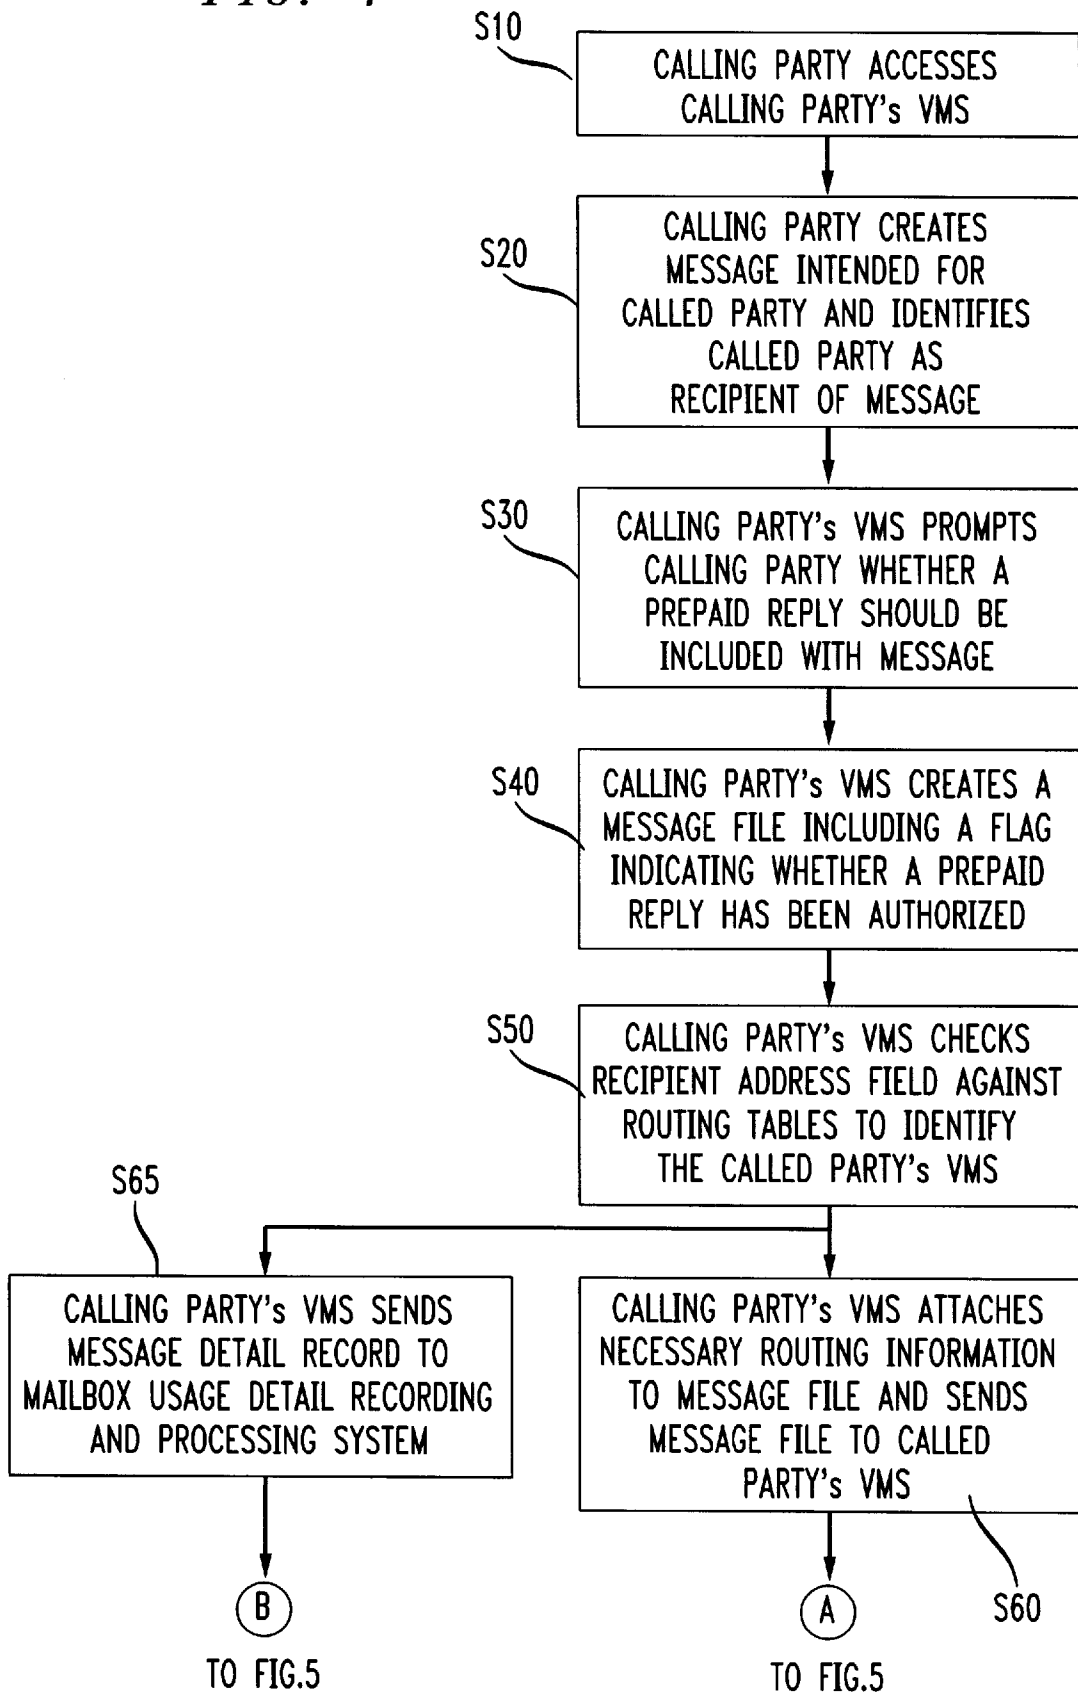 S10
CALLING PARTY ACCESSES
CALLING PARTY's VMS
S20
CALLING PARTY CREATES
MESSAGE INTENDED FOR
CALLED PARTY AND IDENTIFIES
CALLED PARTY AS
RECIPIENT OF MESSAGE
S30
CALLING PARTY's VMS PROMPTS
CALLING PARTY WHETHER A
PREPAID REPLY SHOULD BE
INCLUDED WITH MESSAGE
S40
CALLING PARTY's VMS CREATES A
MESSAGE FILE INCLUDING A FLAG
INDICATING WHETHER A PREPAID
REPLY HAS BEEN AUTHORIZED
S50
CALLING PARTY's VMS CHECKS
RECIPIENT ADDRESS FIELD AGAINST
ROUTING TABLES TO IDENTIFY
THE CALLED PARTY's VMS
S65
CALLING PARTY's VMS SENDS
MESSAGE DETAIL RECORD TO
MAILBOX USAGE DETAIL RECORDING
AND PROCESSING SYSTEM
CALLING PARTY's VMS ATTACHES
NECESSARY ROUTING INFORMATION
TO MESSAGE FILE AND SENDS
MESSAGE FILE TO CALLED
PARTY's VMS
S60
B
TO FIG.5
A
TO FIG.5